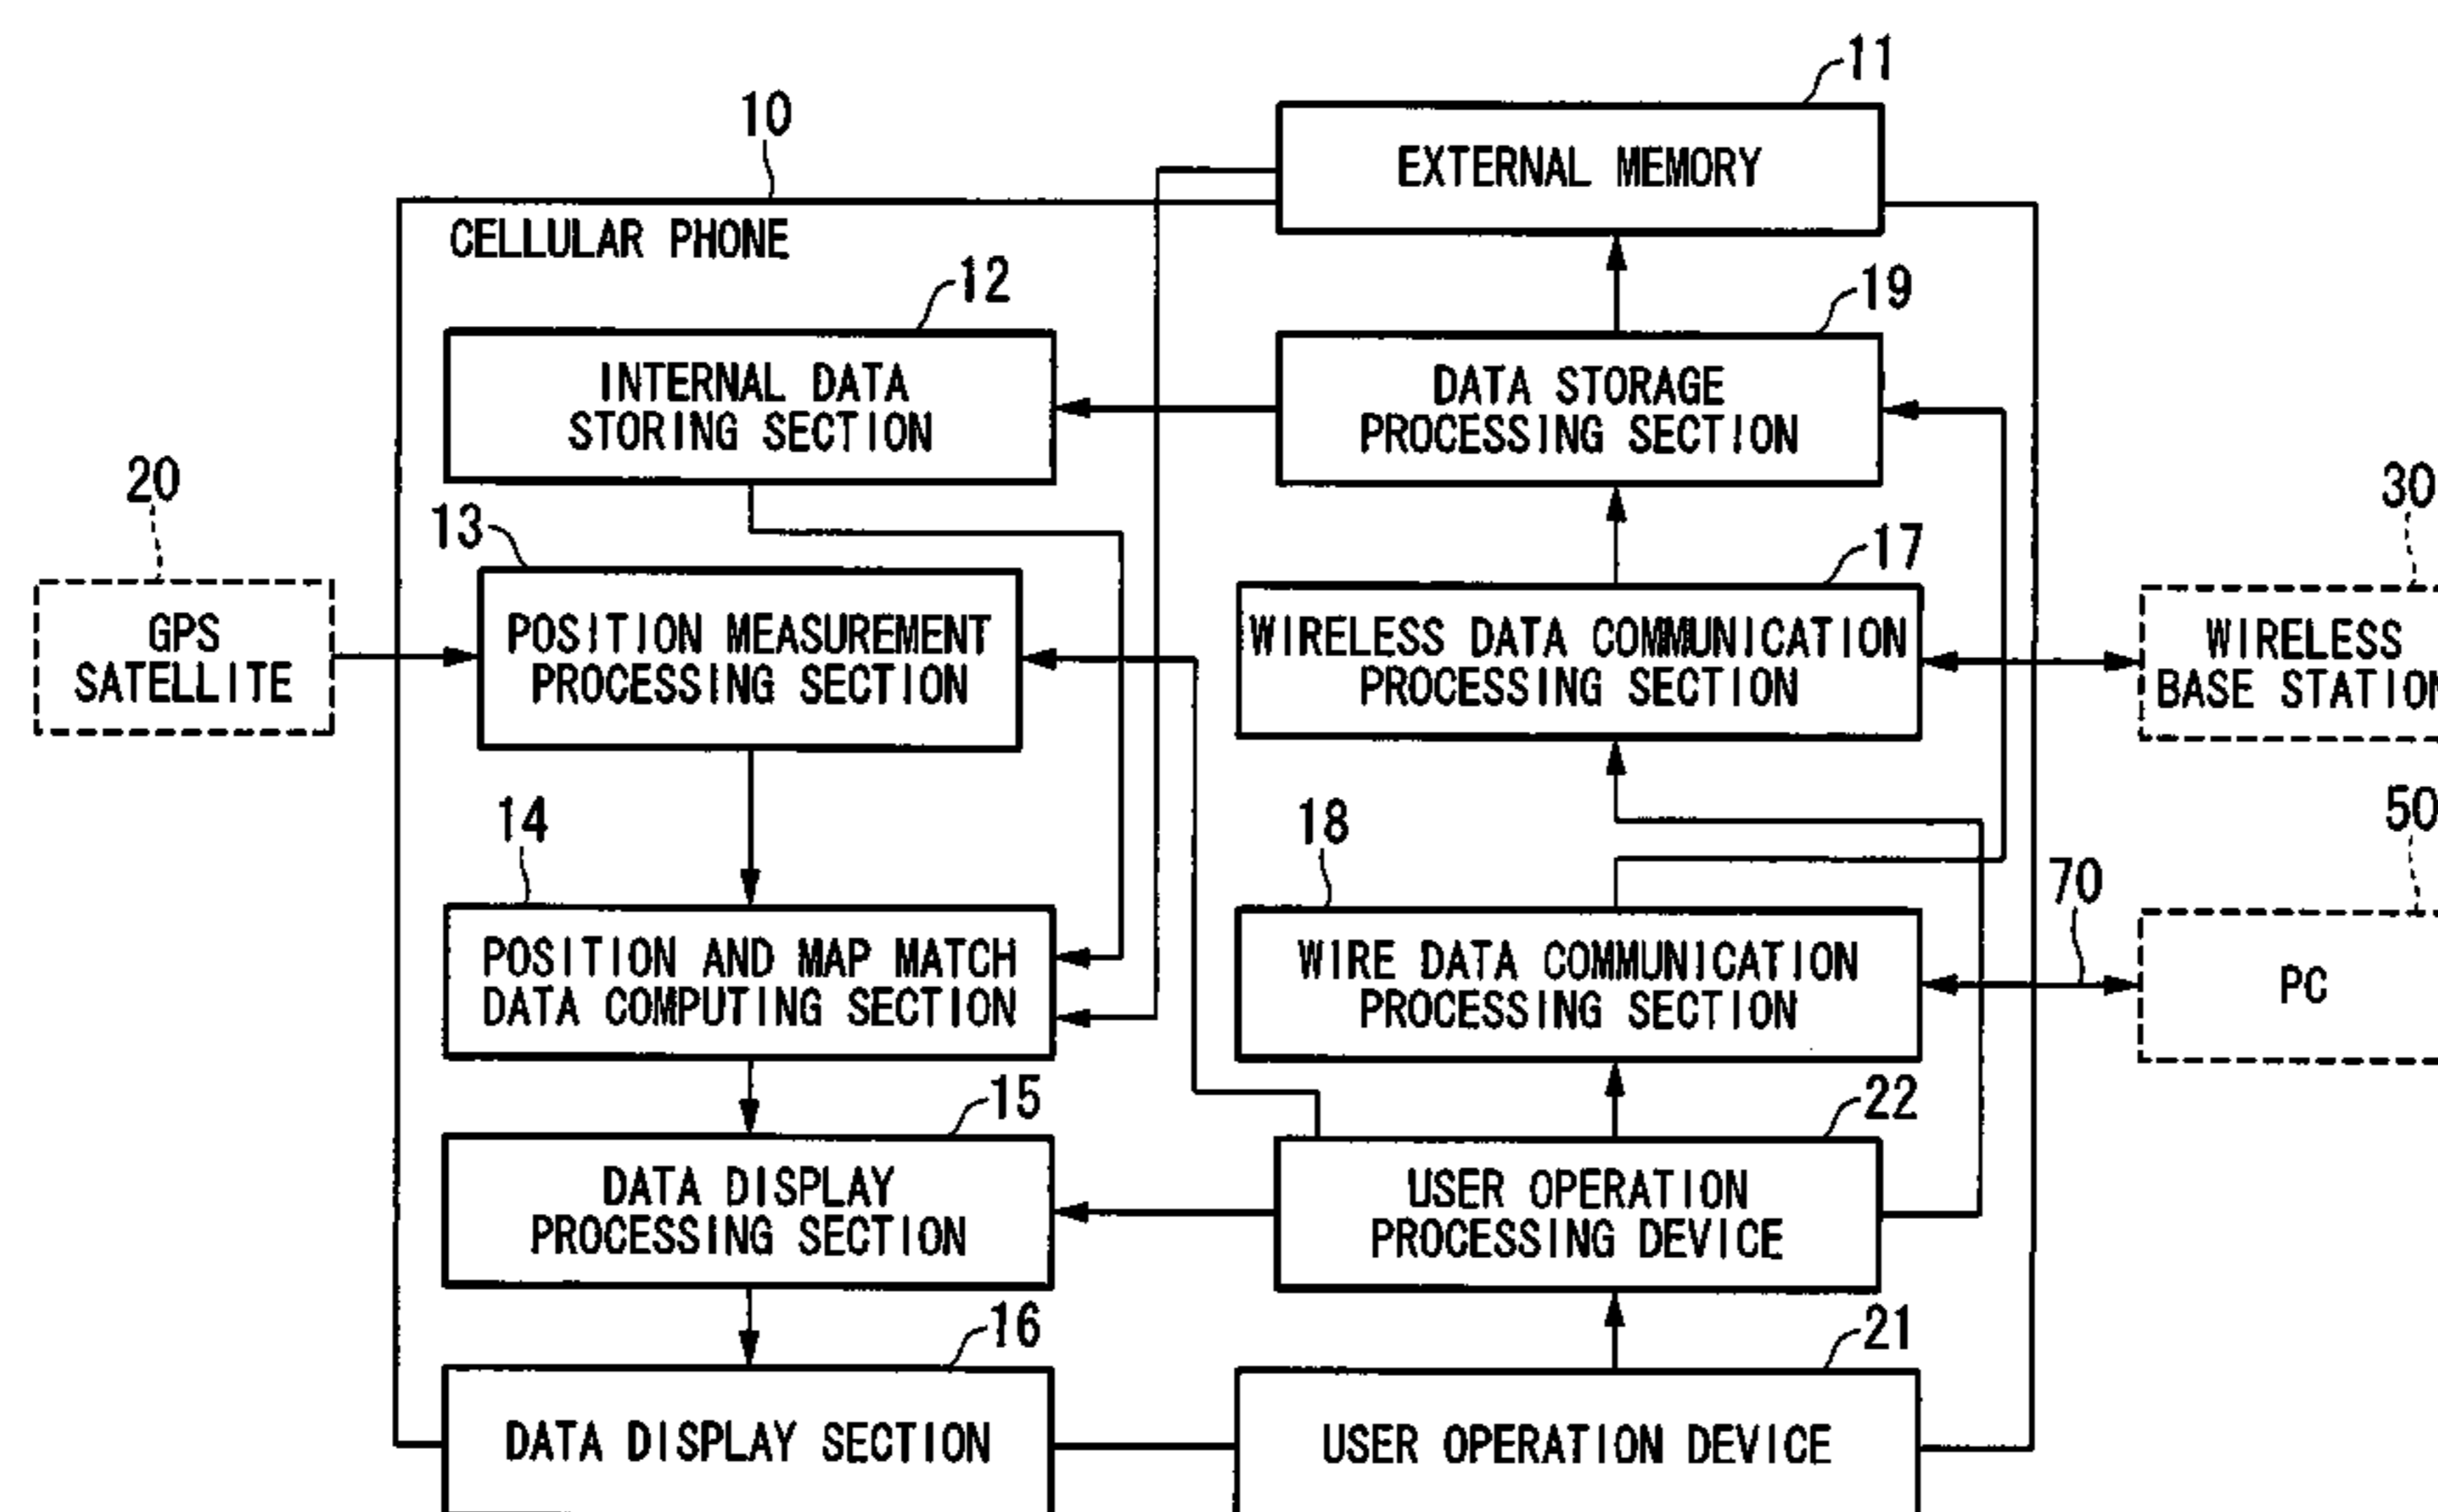 11
10
EXTERNAL MEMORY
CELLULAR PHONE
12
19
INTERNAL DATA
STORING SECTION
DATA STORAGE
PROCESSING SECTION
20
13
17
30
GPS
SATELLITE
POSITION MEASUREMENT
PROCESSING SECTION
WIRELESS DATA COMMUNICATION
PROCESSING SECTION
WIRELESS
BASE STATION
14
18
70
50
POSITION AND MAP MATCH
DATA COMPUTING SECTION
WIRE DATA COMMUNICATION
PROCESSING SECTION
PC
15
22
DATA DISPLAY
PROCESSING SECTION
USER OPERATION
PROCESSING DEVICE
16
21
DATA DISPLAY SECTION
USER OPERATION DEVICE